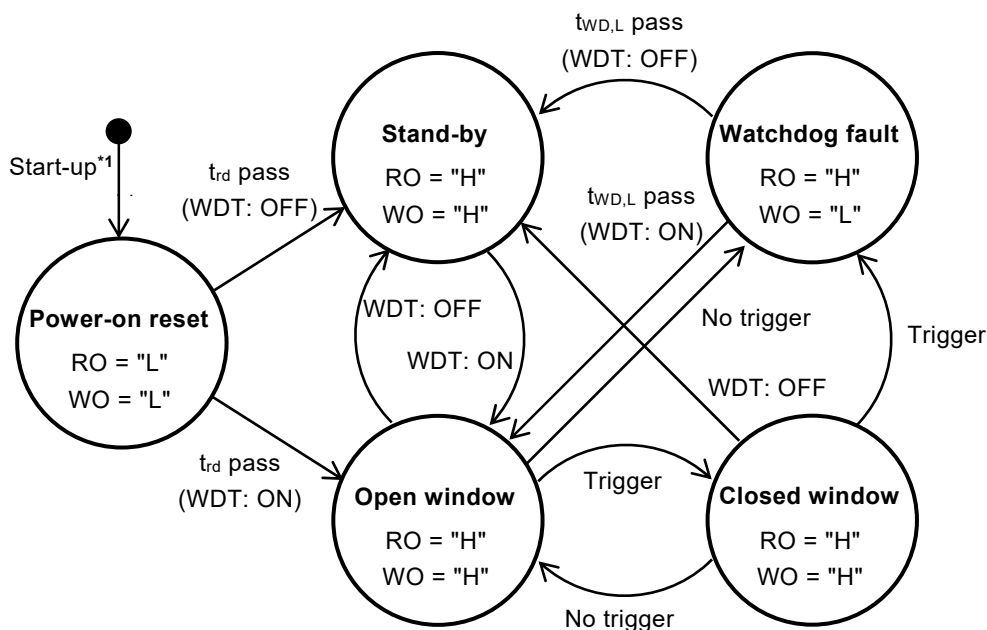 tWD,L pass
(WDT: OFF)
Stand-by
RO = "H"
WO = "H"
Watchdog fault
RO = "H"
WO = "L"
Start-up*1
trd pass
(WDT: OFF)
tWD,L pass
(WDT: ON)
Power-on reset
RO = "L"
WO = "L"
WDT: OFF
WDT: ON
No trigger
Trigger
WDT: OFF
trd pass
(WDT: ON)
Open window
RO = "H"
WO = "H"
Trigger
Closed window
RO = "H"
WO = "H"
No trigger